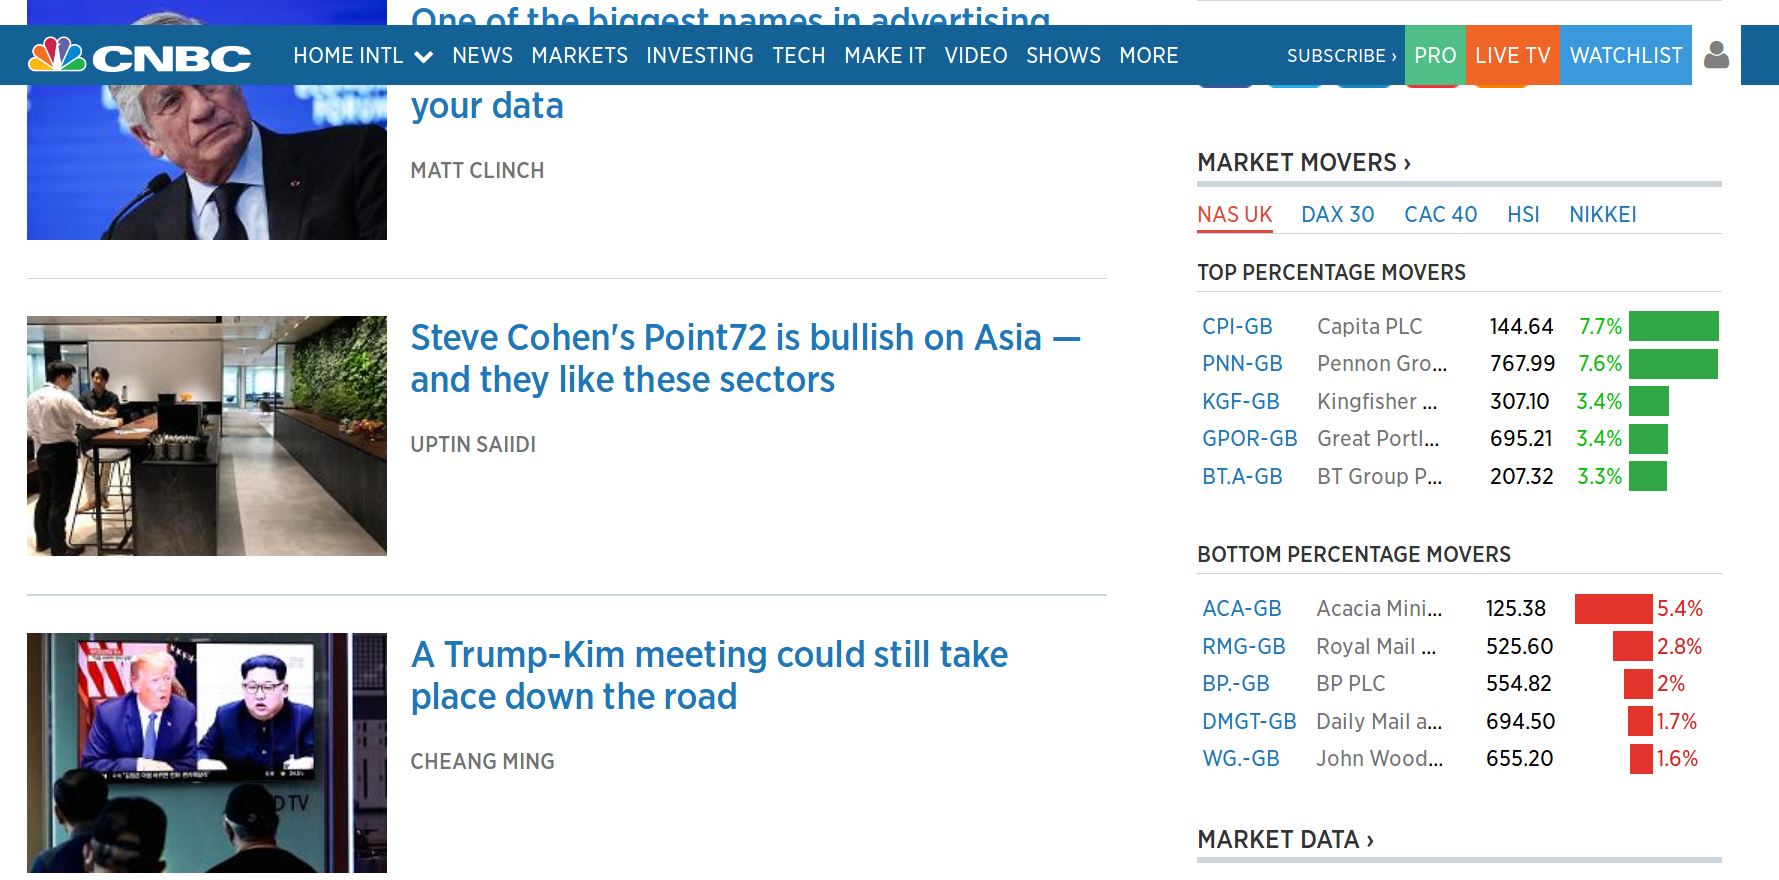 One of the biggest names in advertising
CNBC
HOME INTL
NEWS
MARKETS
INVESTING
TECH
MAKE IT
VIDEO
SHOWS
MORE
SUBSCRIBE ›
PRO
LIVE TV
WATCHLIST
your data
MATT CLINCH
Steve Cohen's Point72 is bullish on Asia —
and they like these sectors
UPTIN SAIIDI
A Trump-Kim meeting could still take
place down the road
CHEANG MING
MARKET MOVERS ›
NAS UK DAX 30 CAC 40 HSI NIKKEI
TOP PERCENTAGE MOVERS
CPI-GB Capita PLC 144.64 7.7%
PNN-GB Pennon Gro... 767.99 7.6%
KGF-GB Kingfisher ... 307.10 3.4%
GPOR-GB Great Portl... 695.21 3.4%
BT.A-GB BT Group P... 207.32 3.3%
BOTTOM PERCENTAGE MOVERS
ACA-GB Acacia Mini... 125.38 5.4%
RMG-GB Royal Mail ... 525.60 2.8%
BP.-GB BP PLC 554.82 2%
DMGT-GB Daily Mail a... 694.50 1.7%
WG.-GB John Wood... 655.20 1.6%
MARKET DATA ›